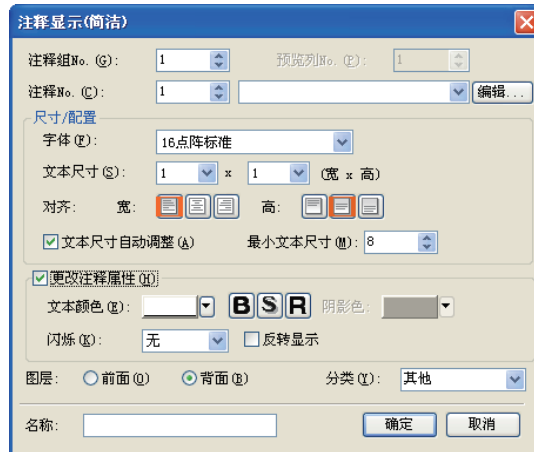 注释显示(简洁)
注释组No. (G): 1 预览列No. (P): 1
注释No. (C): 1 编辑...
尺寸/配置
字体(F): 16点阵标准
文本尺寸(S): 1 x 1 (宽 x 高)
对齐: 宽: 高:
文本尺寸自动调整(A) 最小文本尺寸(M): 8
更改注释属性(H)
文本颜色(E): B S R 阴影色:
闪烁(K): 无 反转显示
图层: 前面(O) 背面(B) 分类(Y): 其他
名称: 确定 取消